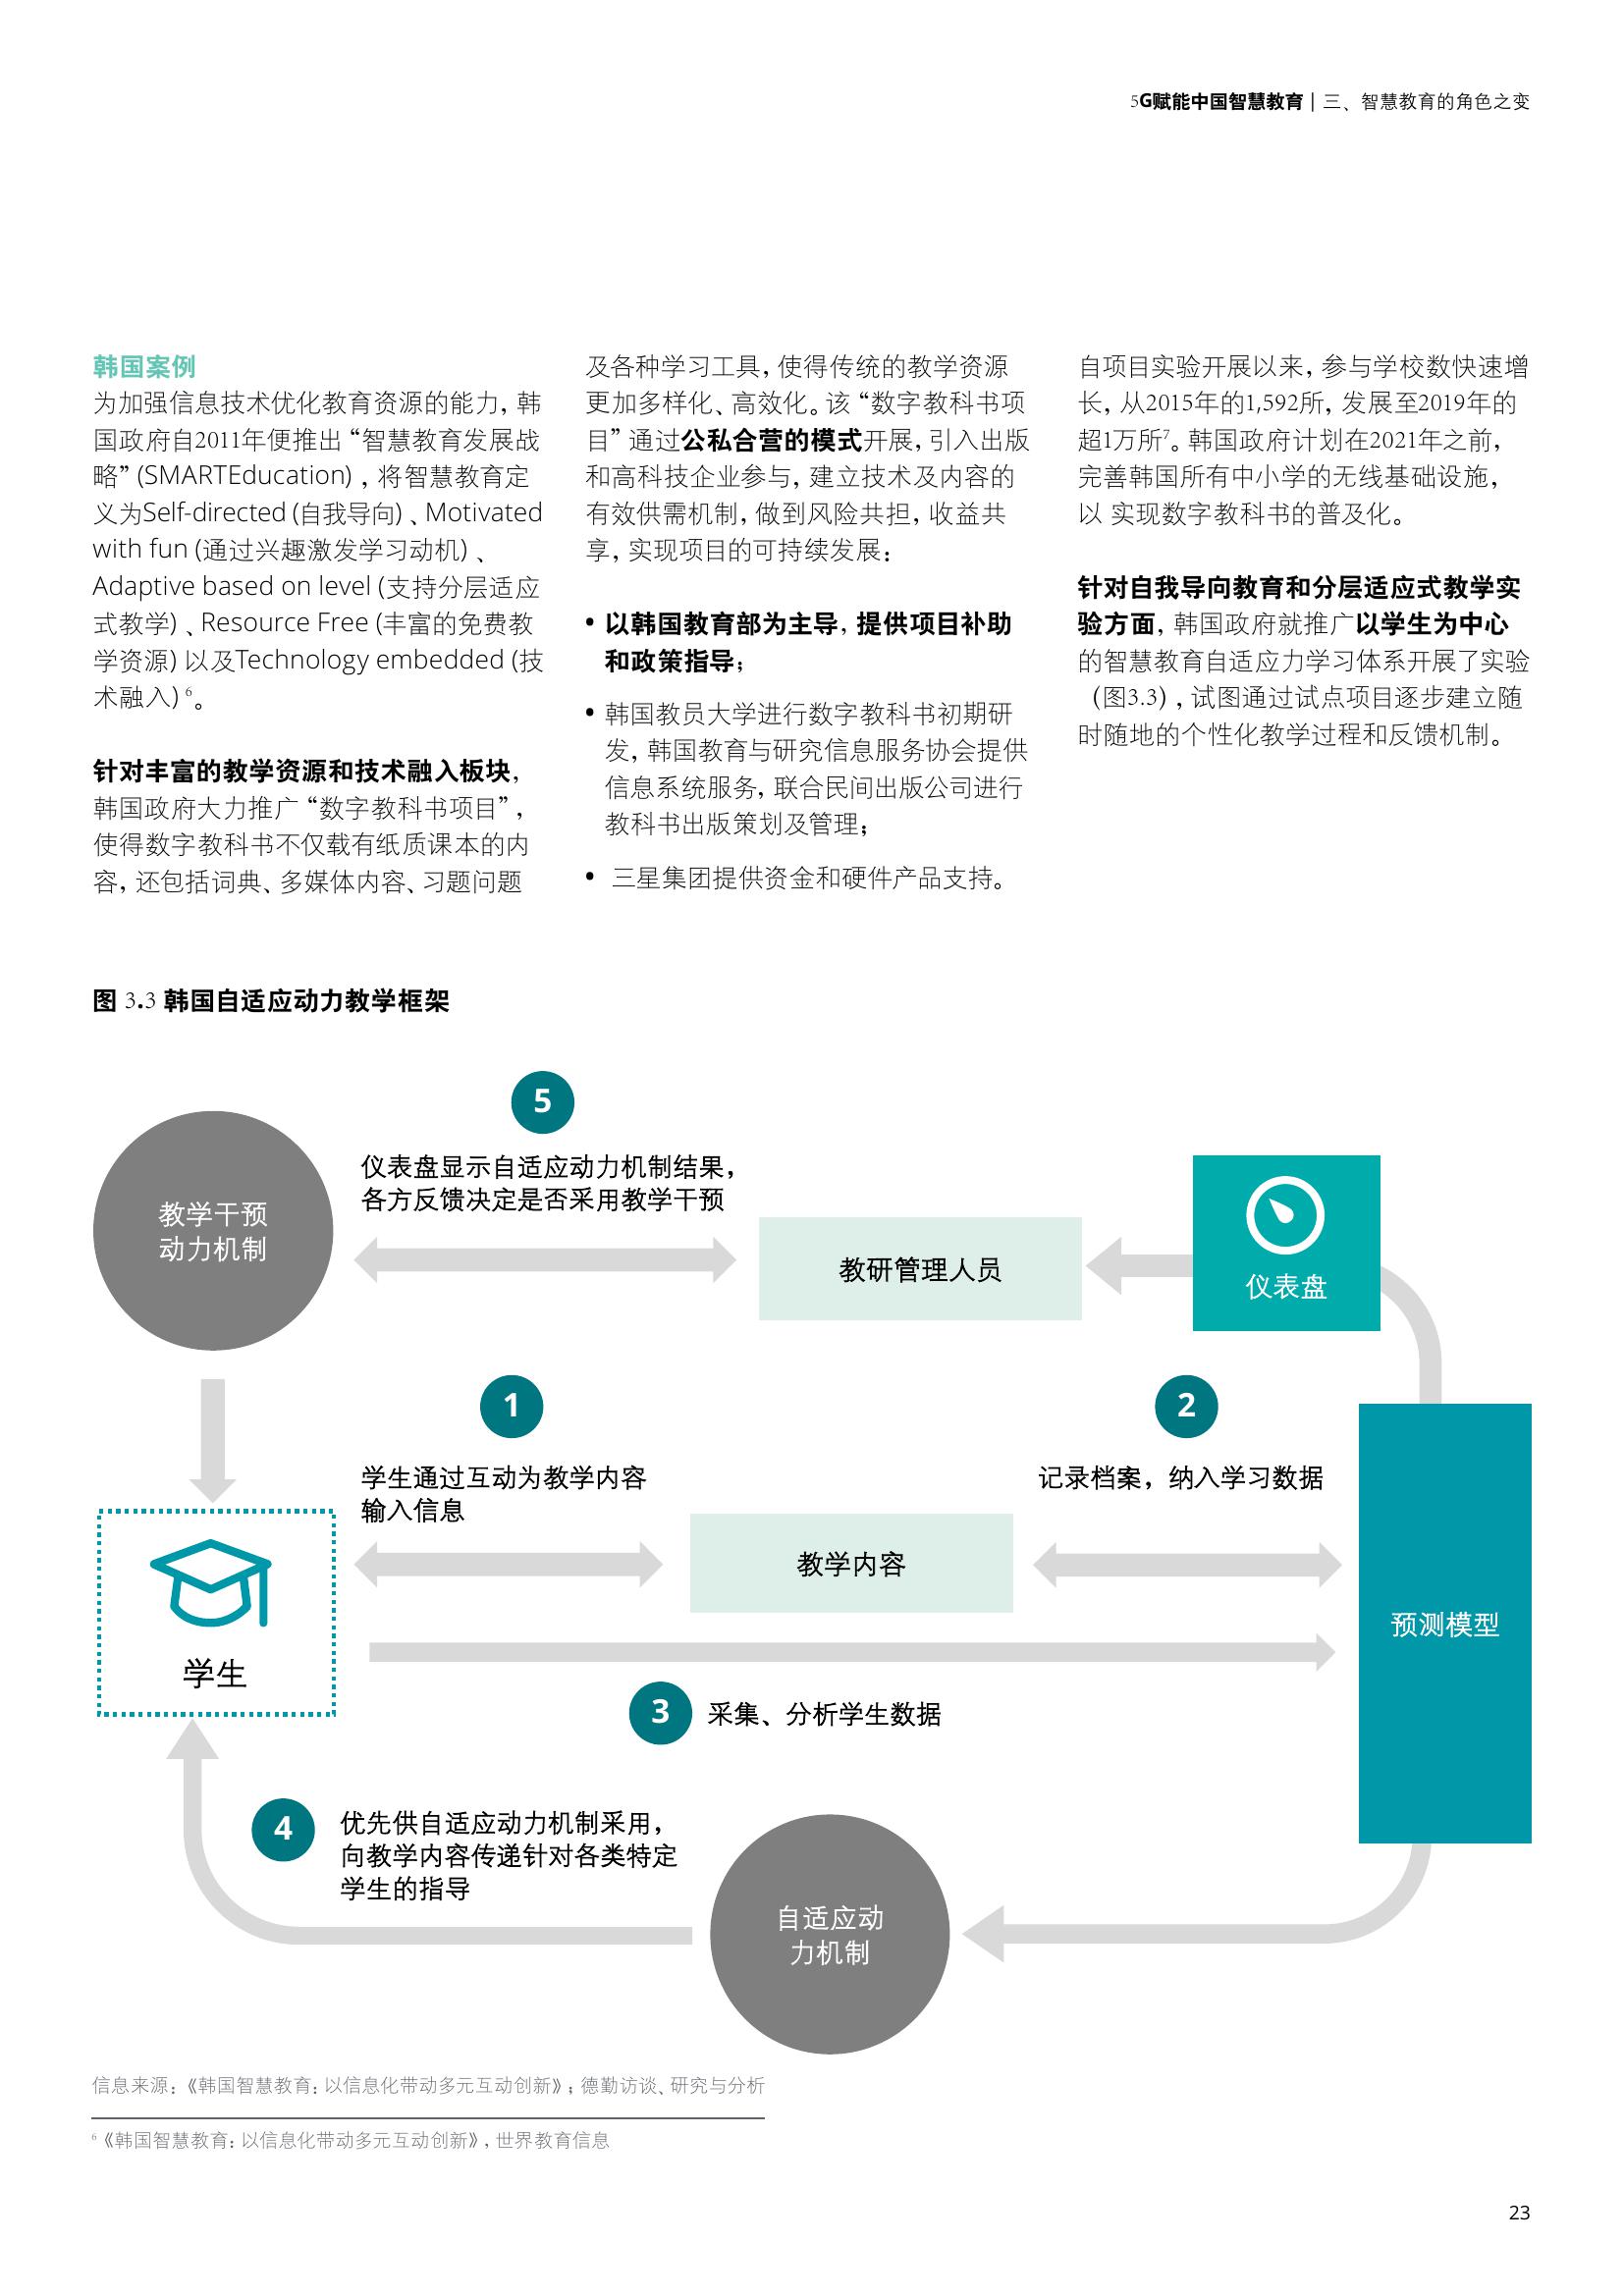 5G赋能中国智慧教育 | 三、智慧教育的角色之变
韩国案例
为加强信息技术优化教育资源的能力，韩
国政府自2011年便推出“智慧教育发展战
略”(SMARTEducation)，将智慧教育定
义为Self-directed (自我导向)、Motivated
with fun (通过兴趣激发学习动机)、
Adaptive based on level (支持分层适应
式教学)、Resource Free (丰富的免费教
学资源) 以及Technology embedded (技
术融入)⁶。
针对丰富的教学资源和技术融入板块，
韩国政府大力推广“数字教科书项目”，
使得数字教科书不仅载有纸质课本的内
容，还包括词典、多媒体内容、习题问题
及各种学习工具，使得传统的教学资源
更加多样化、高效化。该“数字教科书项
目”通过公私合营的模式开展，引入出版
和高科技企业参与，建立技术及内容的
有效供需机制，做到风险共担，收益共
享，实现项目的可持续发展：
• 以韩国教育部为主导，提供项目补助
和政策指导；
• 韩国教员大学进行数字教科书初期研
发，韩国教育与研究信息服务协会提供
信息系统服务，联合民间出版公司进行
教科书出版策划及管理；
• 三星集团提供资金和硬件产品支持。
自项目实验开展以来，参与学校数快速增
长，从2015年的1,592所，发展至2019年的
超1万所⁷。韩国政府计划在2021年之前，
完善韩国所有中小学的无线基础设施，
以 实现数字教科书的普及化。
针对自我导向教育和分层适应式教学实
验方面，韩国政府就推广以学生为中心
的智慧教育自适应力学习体系开展了实验
（图3.3)，试图通过试点项目逐步建立随
时随地的个性化教学过程和反馈机制。
图 3.3 韩国自适应动力教学框架
5
仪表盘显示自适应动力机制结果，
各方反馈决定是否采用教学干预
教学干预
动力机制
教研管理人员
仪表盘
1
学生通过互动为教学内容
输入信息
2
记录档案，纳入学习数据
教学内容
学生
预测模型
3 采集、分析学生数据
4
优先供自适应动力机制采用，
向教学内容传递针对各类特定
学生的指导
自适应动
力机制
信息来源：《韩国智慧教育：以信息化带动多元互动创新》；德勤访谈、研究与分析
⁶《韩国智慧教育：以信息化带动多元互动创新》，世界教育信息
23